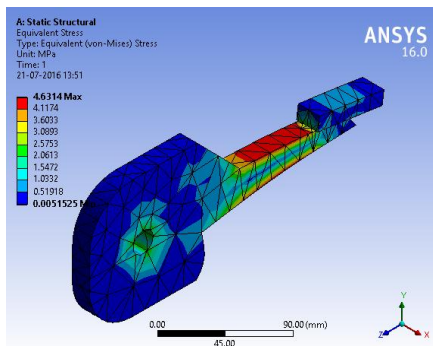 A: Static Structural
Equivalent Stress
Type: Equivalent (von-Mises) Stress
Unit: MPa
Time: 1
21-07-2016 13:51
ANSYS
16.0
4.6314 Max
4.1174
3.6033
3.0893
2.5753
2.0613
1.5472
1.0332
0.51918
0.0051525 M
0.00
90.00 (mm)
45.00
Y
Z
X